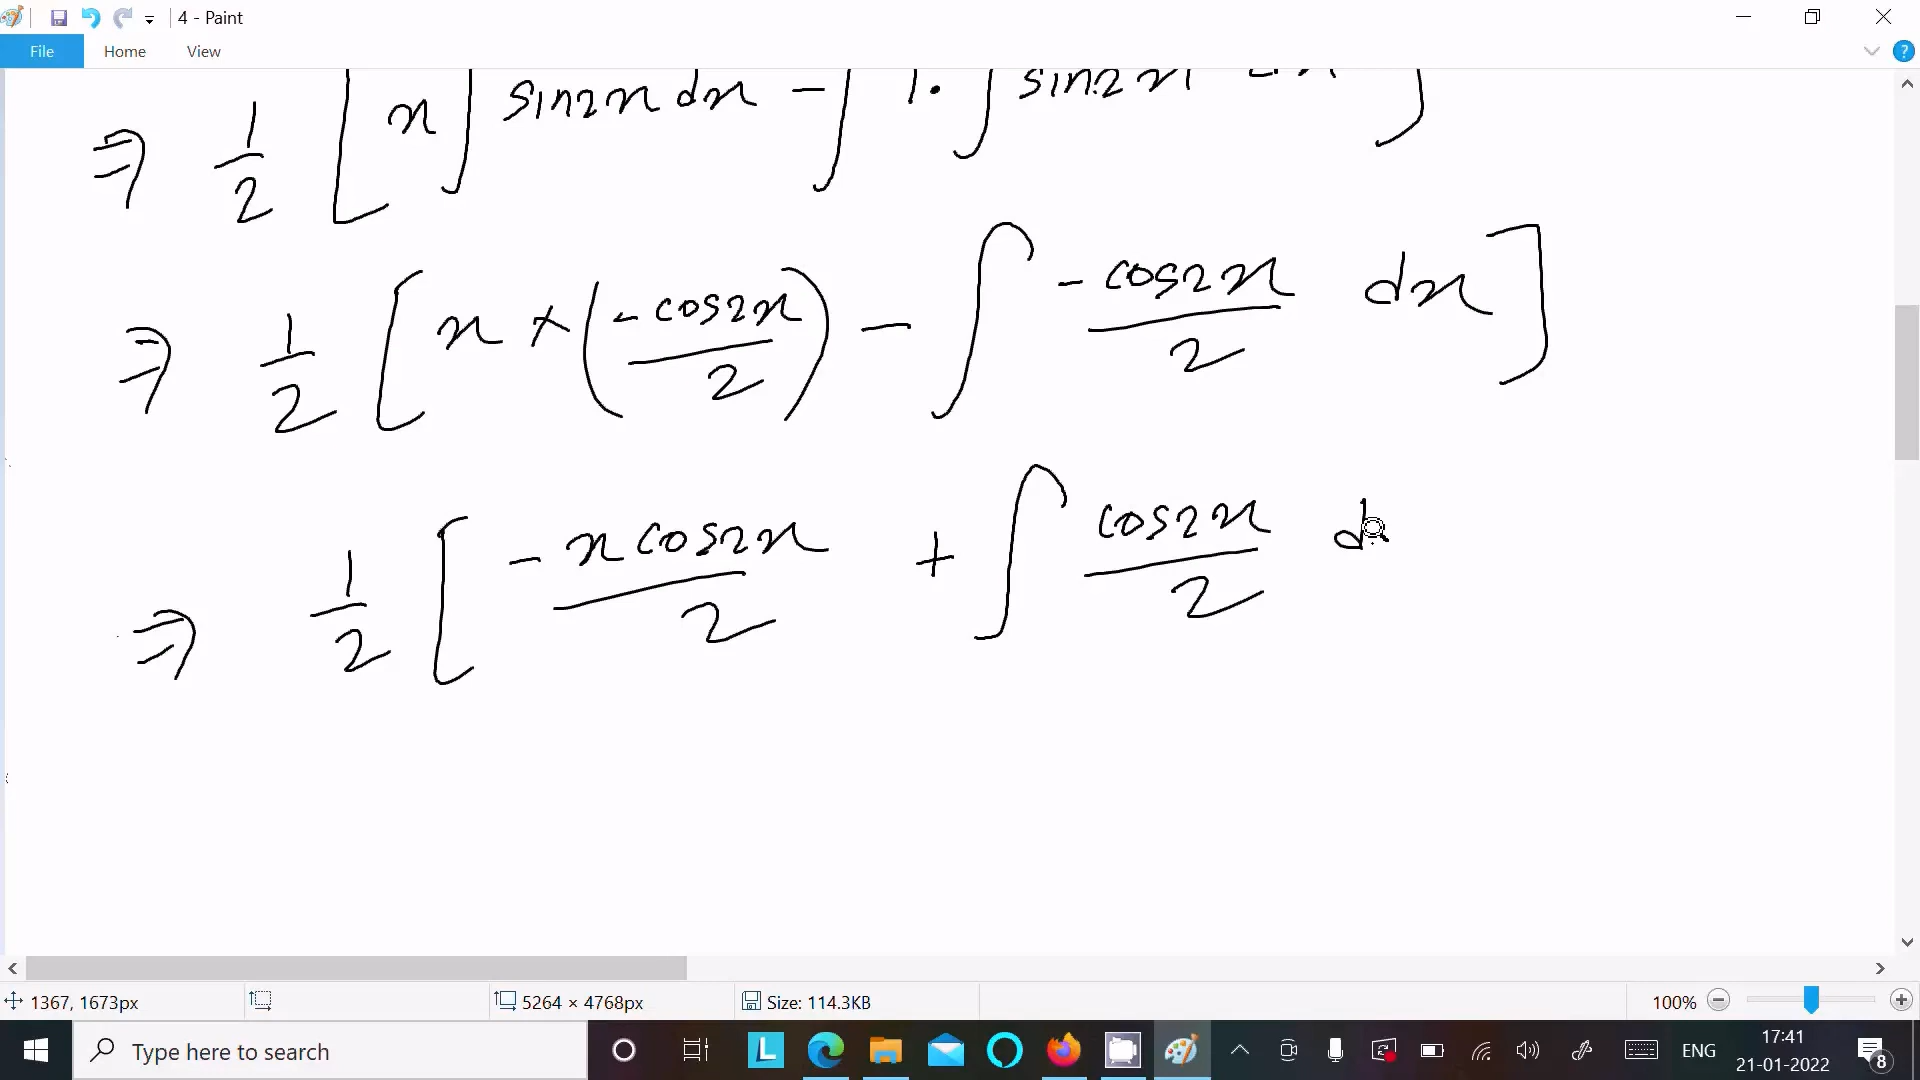 4 - Paint
File Home View
⇒ 1/2 [ x ∫ sin2x dx - ∫ 1. ∫ sin2x dx ]
⇒ 1/2 [ x × (-cos2x/2) - ∫ -cos2x/2 dx ]
⇒ 1/2 [ -xcos2x/2 + ∫ cos2x/2 d
1367, 1673px 5264 × 4768px Size: 114.3KB 100%
Type here to search L ENG 17:41
21-01-2022 8